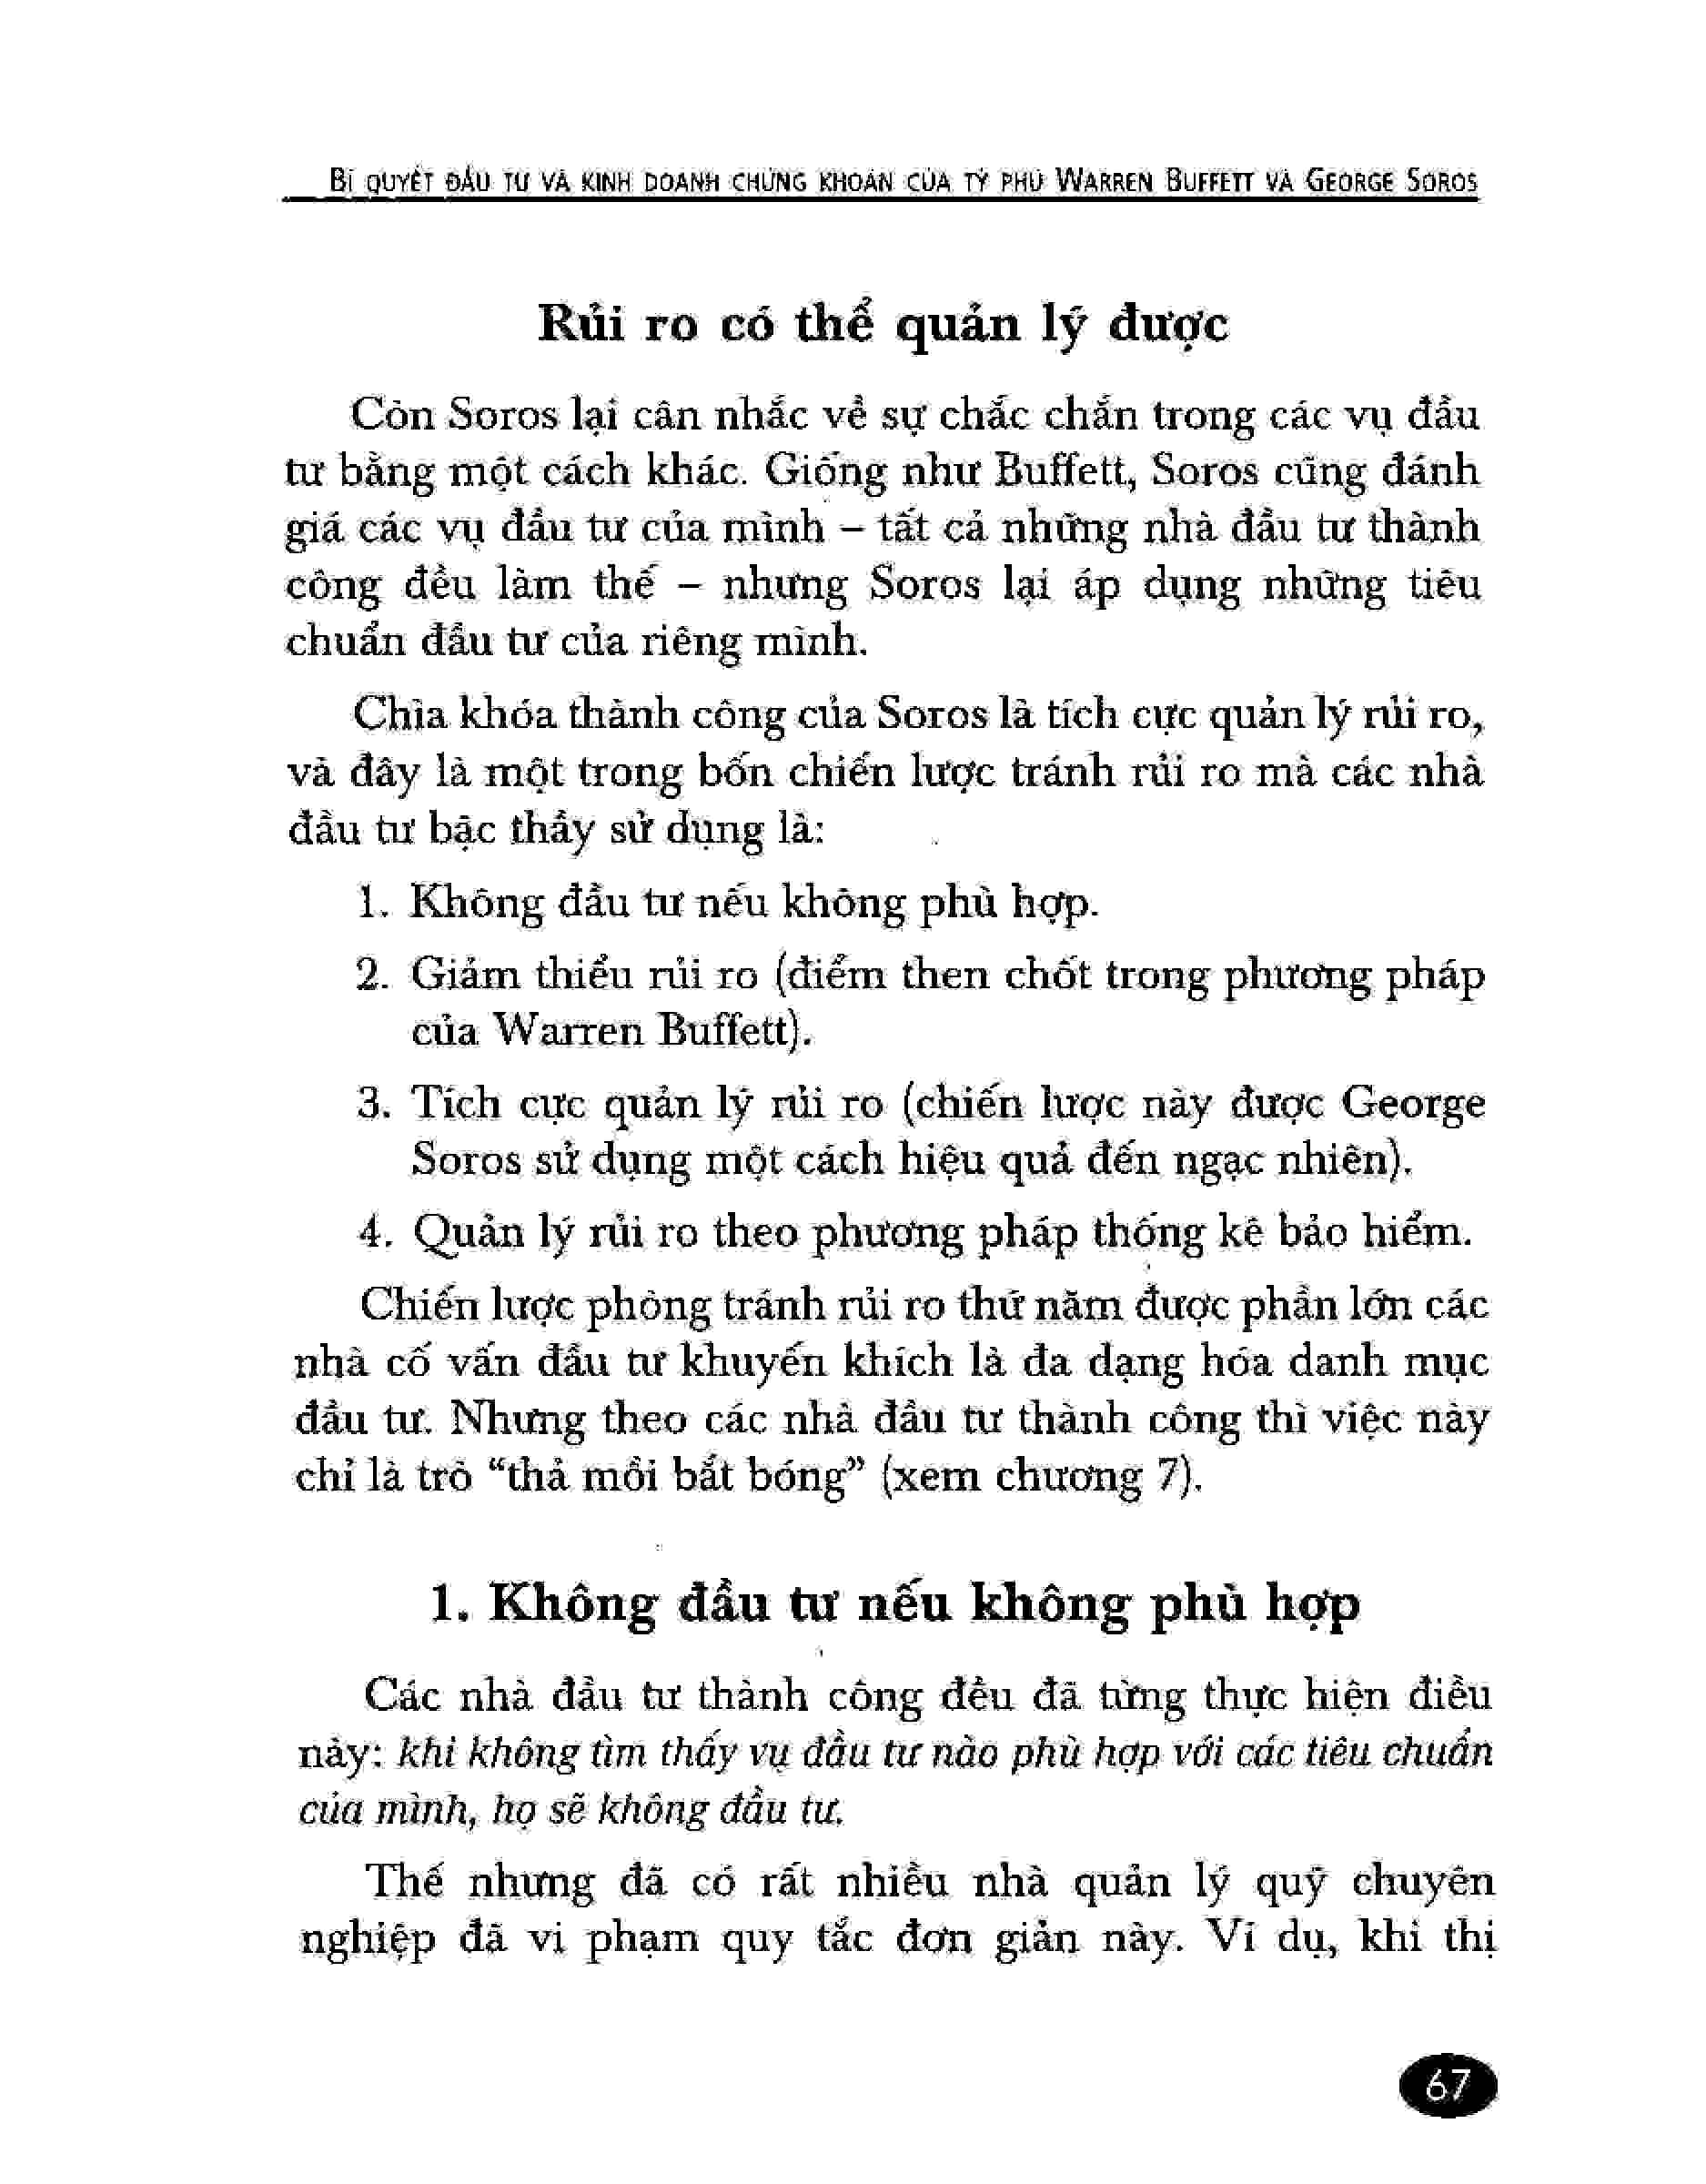 BÍ QUYẾT ĐẦU TƯ VÀ KINH DOANH CHỨNG KHOÁN CỦA TỶ PHÚ WARREN BUFFETT VÀ GEORGE SOROS
Rủi ro có thể quản lý được
Còn Soros lại cân nhắc về sự chắc chắn trong các vụ đầu
tư bằng một cách khác. Giống như Buffett, Soros cũng đánh
giá các vụ đầu tư của mình – tất cả những nhà đầu tư thành
công đều làm thế – nhưng Soros lại áp dụng những tiêu
chuẩn đầu tư của riêng mình.
Chìa khóa thành công của Soros là tích cực quản lý rủi ro,
và đây là một trong bốn chiến lược tránh rủi ro mà các nhà
đầu tư bậc thầy sử dụng là:
1. Không đầu tư nếu không phù hợp.
2. Giảm thiểu rủi ro (điểm then chốt trong phương pháp
của Warren Buffett).
3. Tích cực quản lý rủi ro (chiến lược này được George
Soros sử dụng một cách hiệu quả đến ngạc nhiên).
4. Quản lý rủi ro theo phương pháp thống kê bảo hiểm.
Chiến lược phòng tránh rủi ro thứ năm được phần lớn các
nhà cố vấn đầu tư khuyến khích là đa dạng hóa danh mục
đầu tư. Nhưng theo các nhà đầu tư thành công thì việc này
chỉ là trò “thả mồi bắt bóng” (xem chương 7).
1. Không đầu tư nếu không phù hợp
Các nhà đầu tư thành công đều đã từng thực hiện điều
này: khi không tìm thấy vụ đầu tư nào phù hợp với các tiêu chuẩn
của mình, họ sẽ không đầu tư.
Thế nhưng đã có rất nhiều nhà quản lý quỹ chuyên
nghiệp đã vi phạm quy tắc đơn giản này. Ví dụ, khi thị
67